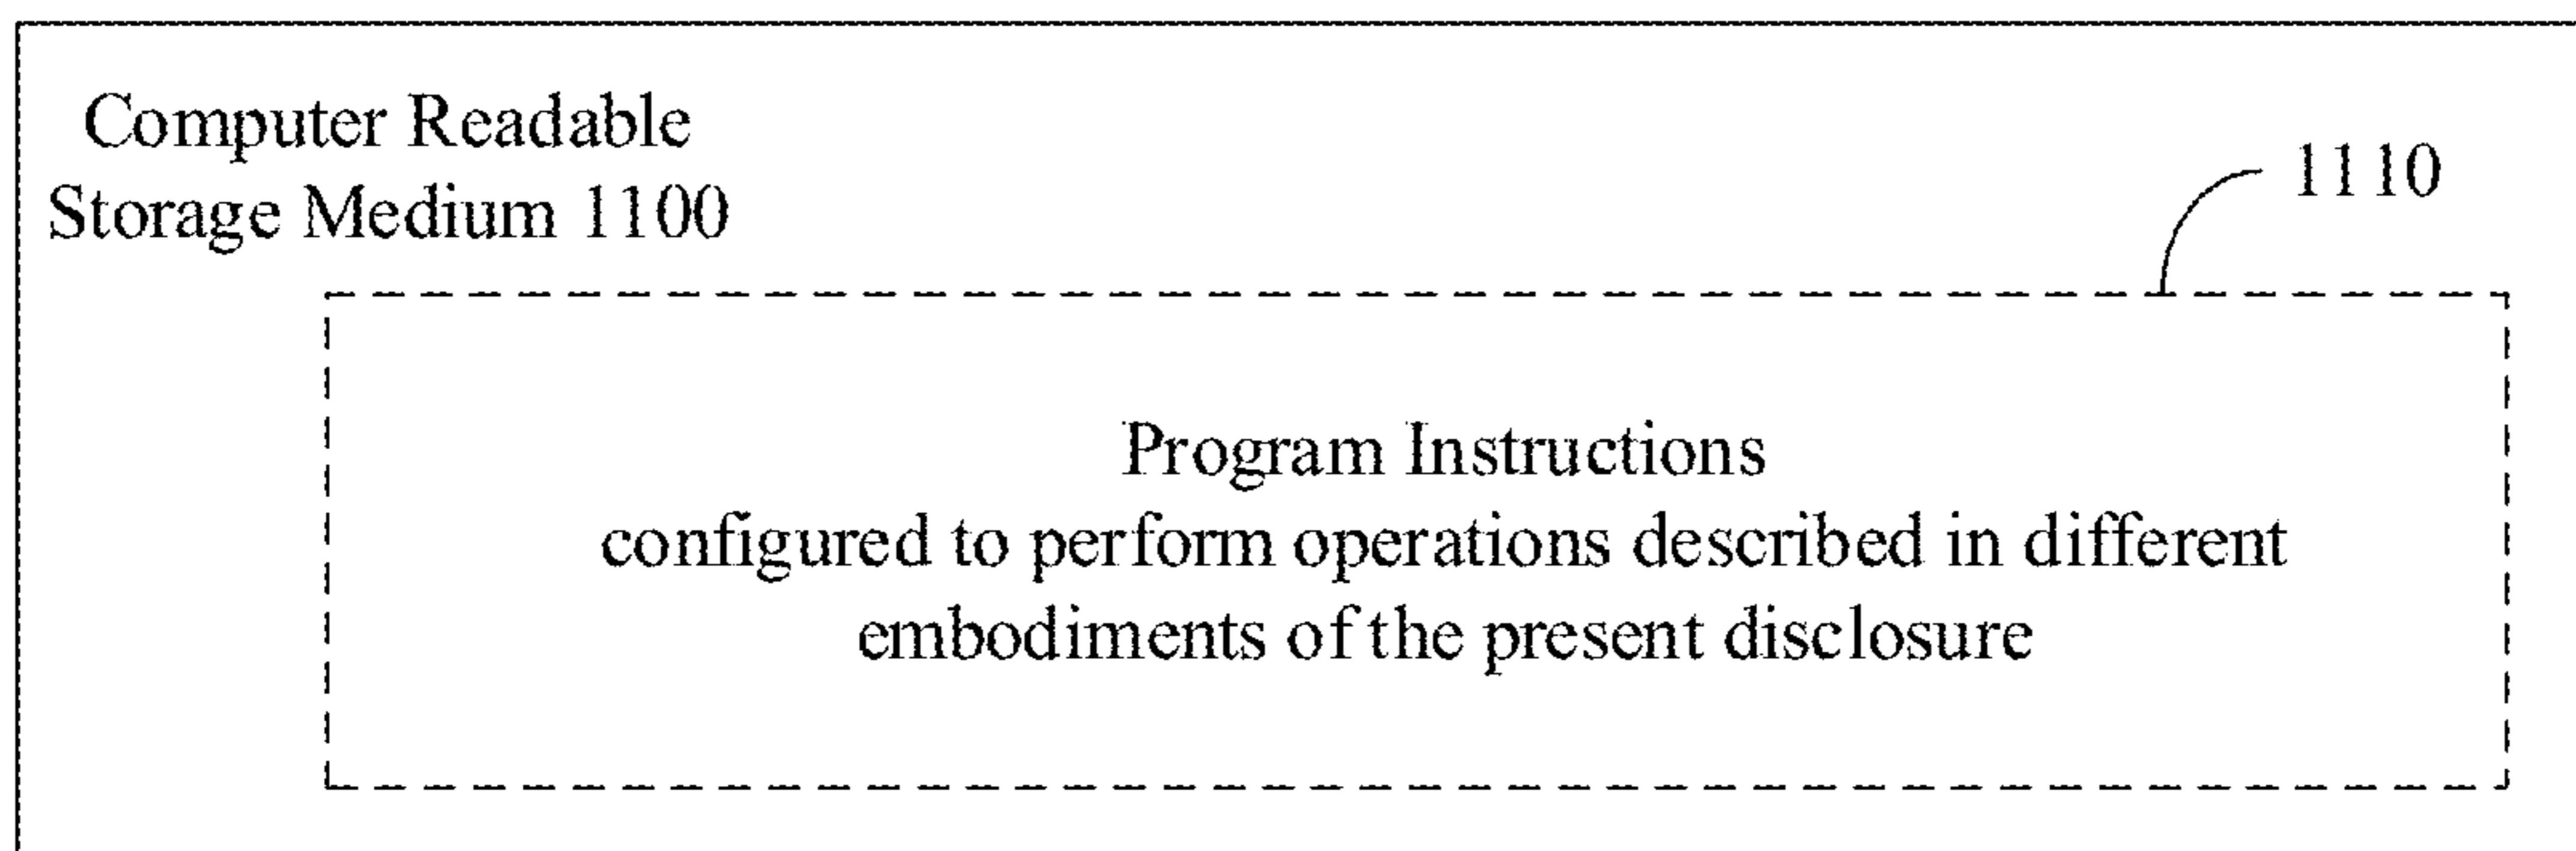 Computer Readable
Storage Medium 1100
1110
Program Instructions
configured to perform operations described in different
embodiments of the present disclosure